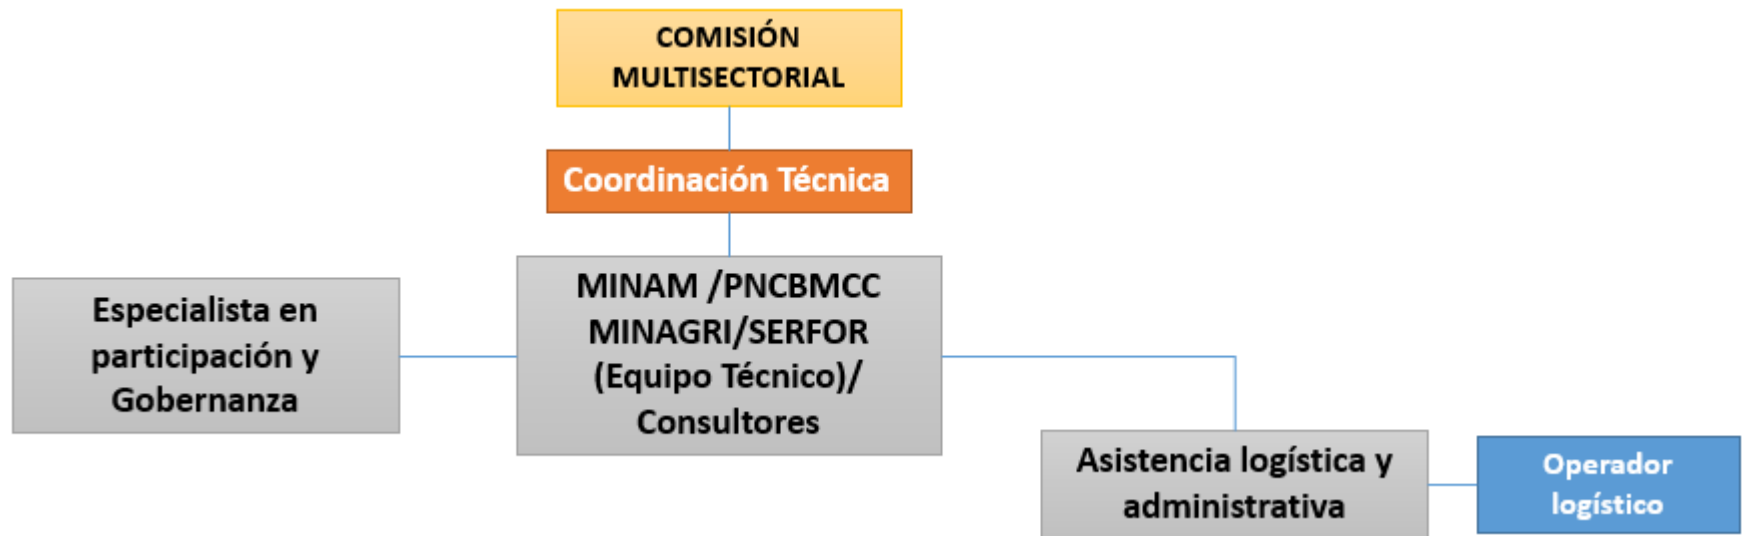 COMISIÓN
MULTISECTORIAL
Coordinación Técnica
Especialista en
participación y
Gobernanza
MINAM /PNCBMCC
MINAGRI/SERFOR
(Equipo Técnico)/
Consultores
Asistencia logística y
administrativa
Operador
logístico